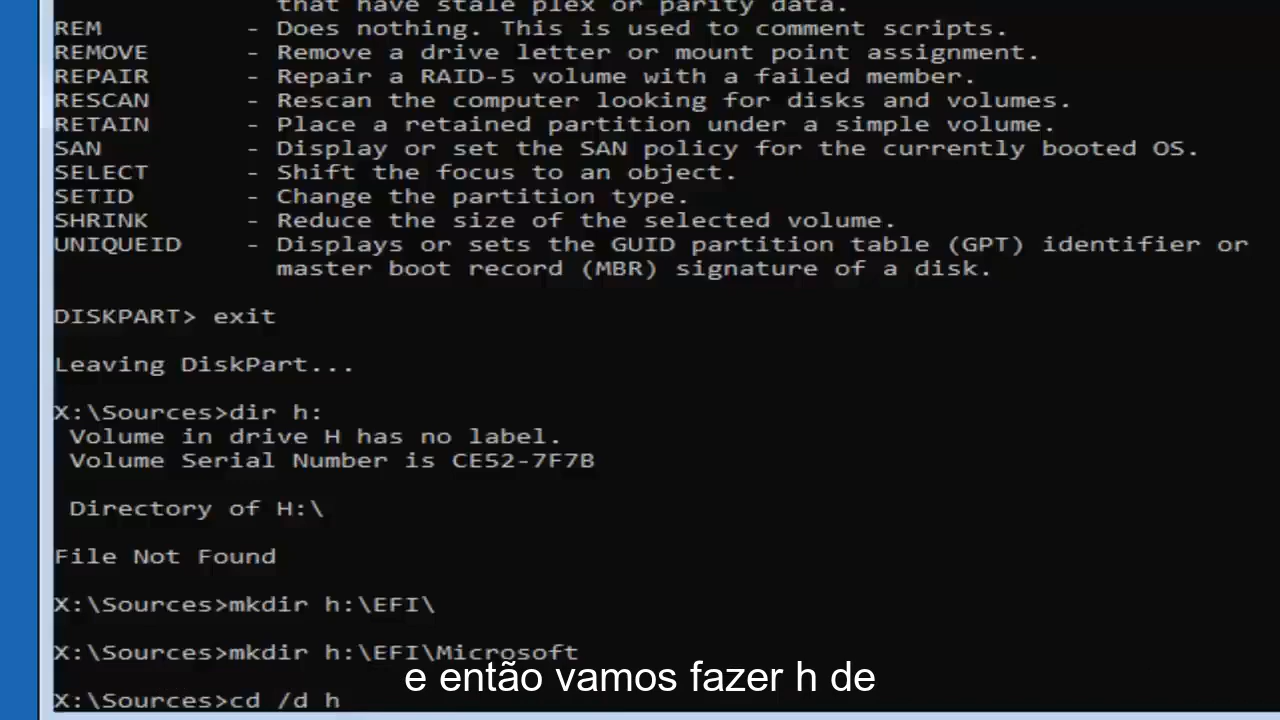 that have stale plex or parity data.
REM - Does nothing. This is used to comment scripts.
REMOVE - Remove a drive letter or mount point assignment.
REPAIR - Repair a RAID-5 volume with a failed member.
RESCAN - Rescan the computer looking for disks and volumes.
RETAIN - Place a retained partition under a simple volume.
SAN - Display or set the SAN policy for the currently booted OS.
SELECT - Shift the focus to an object.
SETID - Change the partition type.
SHRINK - Reduce the size of the selected volume.
UNIQUEID - Displays or sets the GUID partition table (GPT) identifier or
master boot record (MBR) signature of a disk.
DISKPART> exit
Leaving DiskPart...
X:\Sources>dir h:
Volume in drive H has no label.
Volume Serial Number is CE52-7F7B
Directory of H:\
File Not Found
X:\Sources>mkdir h:\EFI\
X:\Sources>mkdir h:\EFI\Microsoft
e então vamos fazer h de
X:\Sources>cd /d h